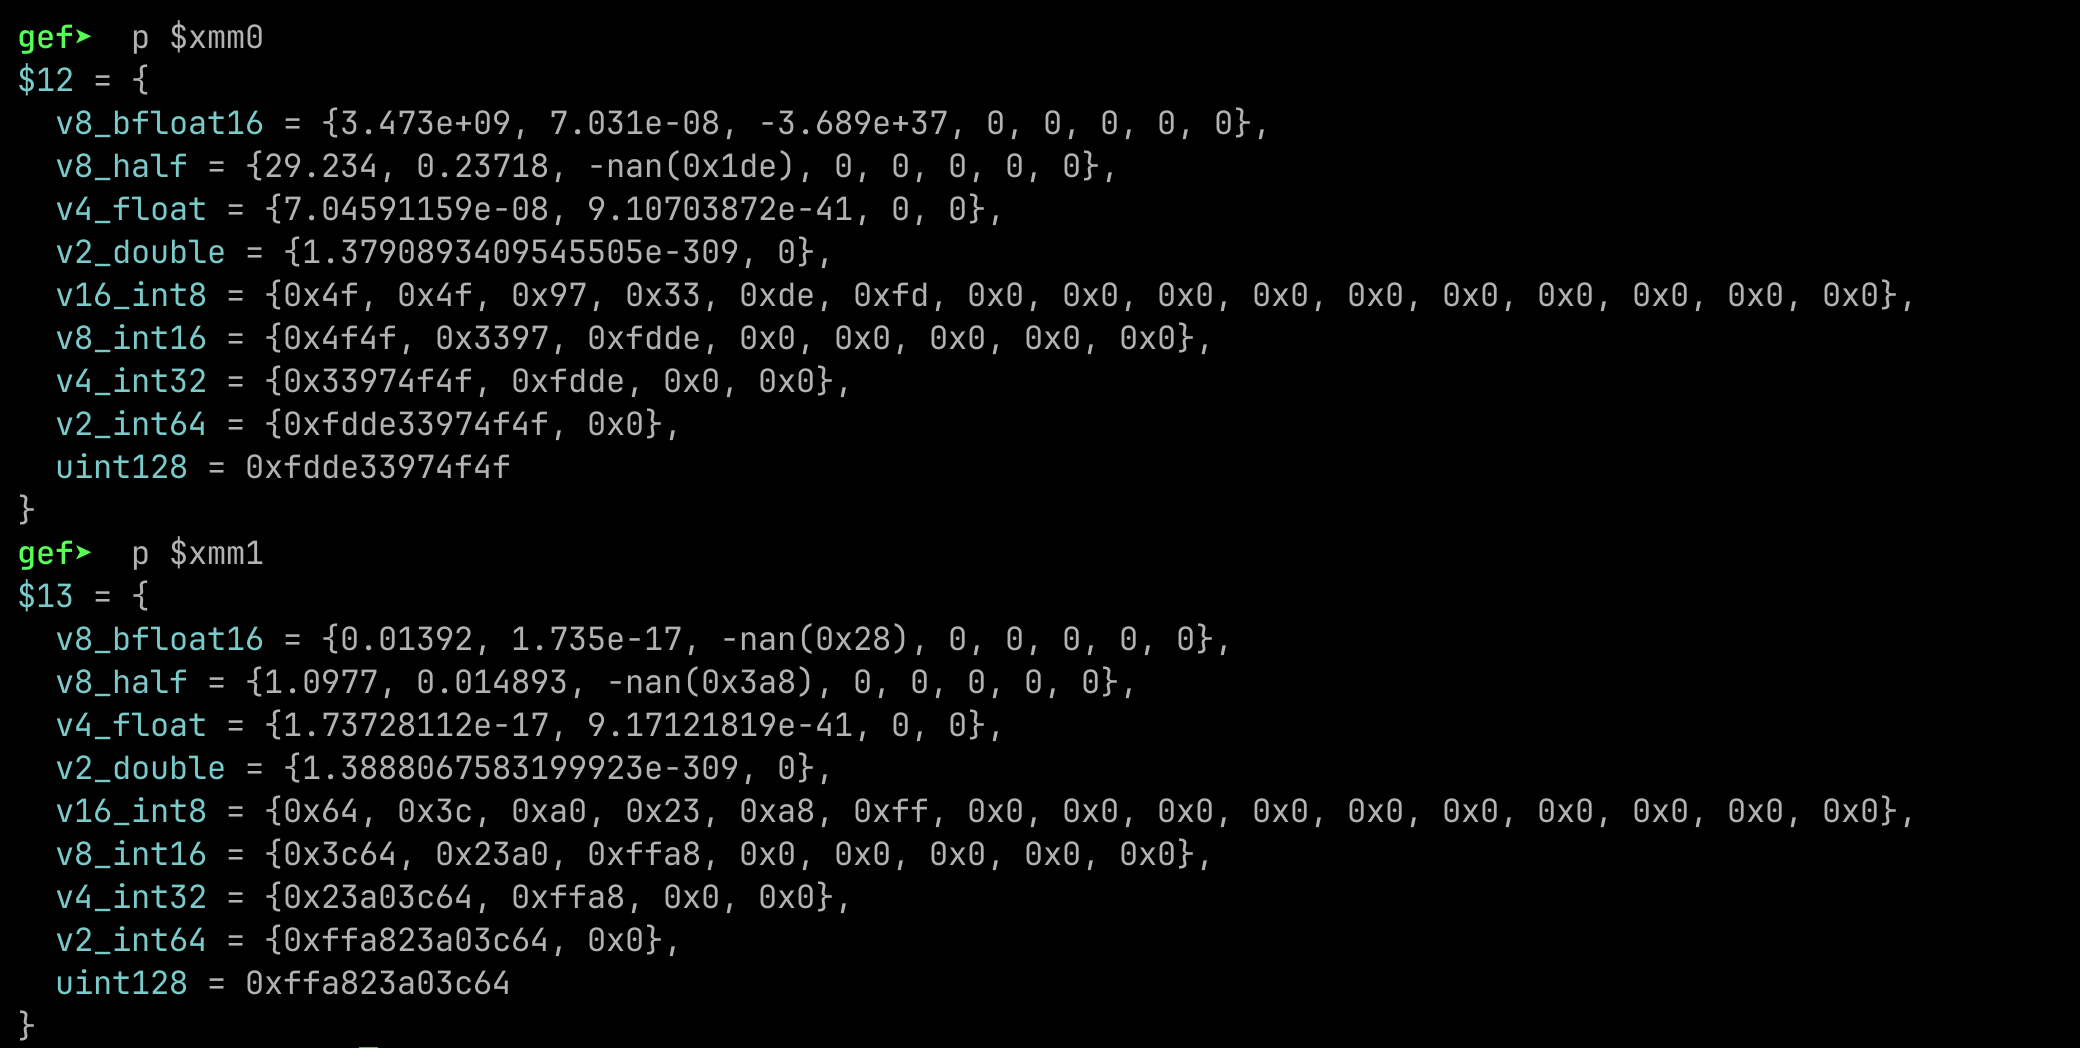 gef➤  p $xmm0
$12 = {
  v8_bfloat16 = {3.473e+09, 7.031e-08, -3.689e+37, 0, 0, 0, 0, 0},
  v8_half = {29.234, 0.23718, -nan(0x1de), 0, 0, 0, 0, 0},
  v4_float = {7.04591159e-08, 9.10703872e-41, 0, 0},
  v2_double = {1.3790893409545505e-309, 0},
  v16_int8 = {0x4f, 0x4f, 0x97, 0x33, 0xde, 0xfd, 0x0, 0x0, 0x0, 0x0, 0x0, 0x0, 0x0, 0x0, 0x0, 0x0},
  v8_int16 = {0x4f4f, 0x3397, 0xfdde, 0x0, 0x0, 0x0, 0x0, 0x0},
  v4_int32 = {0x33974f4f, 0xfdde, 0x0, 0x0},
  v2_int64 = {0xfdde33974f4f, 0x0},
  uint128 = 0xfdde33974f4f
}
gef➤  p $xmm1
$13 = {
  v8_bfloat16 = {0.01392, 1.735e-17, -nan(0x28), 0, 0, 0, 0, 0},
  v8_half = {1.0977, 0.014893, -nan(0x3a8), 0, 0, 0, 0, 0},
  v4_float = {1.73728112e-17, 9.17121819e-41, 0, 0},
  v2_double = {1.3888067583199923e-309, 0},
  v16_int8 = {0x64, 0x3c, 0xa0, 0x23, 0xa8, 0xff, 0x0, 0x0, 0x0, 0x0, 0x0, 0x0, 0x0, 0x0, 0x0, 0x0},
  v8_int16 = {0x3c64, 0x23a0, 0xffa8, 0x0, 0x0, 0x0, 0x0, 0x0},
  v4_int32 = {0x23a03c64, 0xffa8, 0x0, 0x0},
  v2_int64 = {0xffa823a03c64, 0x0},
  uint128 = 0xffa823a03c64
}